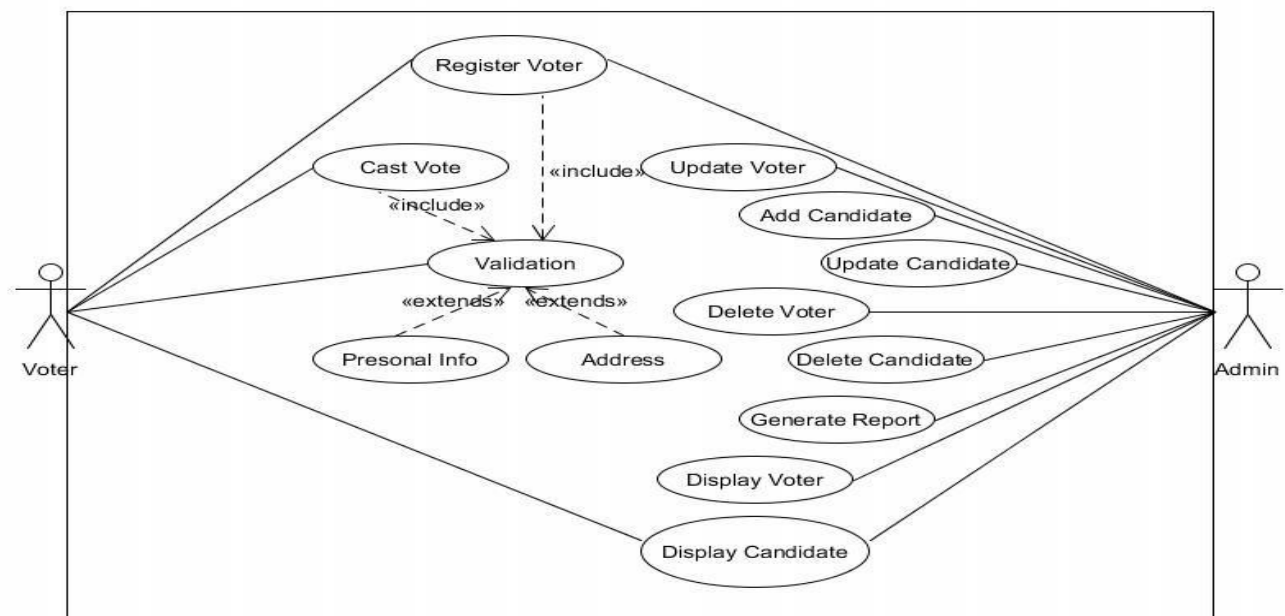 Register Voter
Cast Vote
«include»
Update Voter
«include»
Add Candidate
Validation
Update Candidate
«extends»
«extends»
Delete Voter
Presonal Info
Address
Delete Candidate
Voter
Admin
Generate Report
Display Voter
Display Candidate